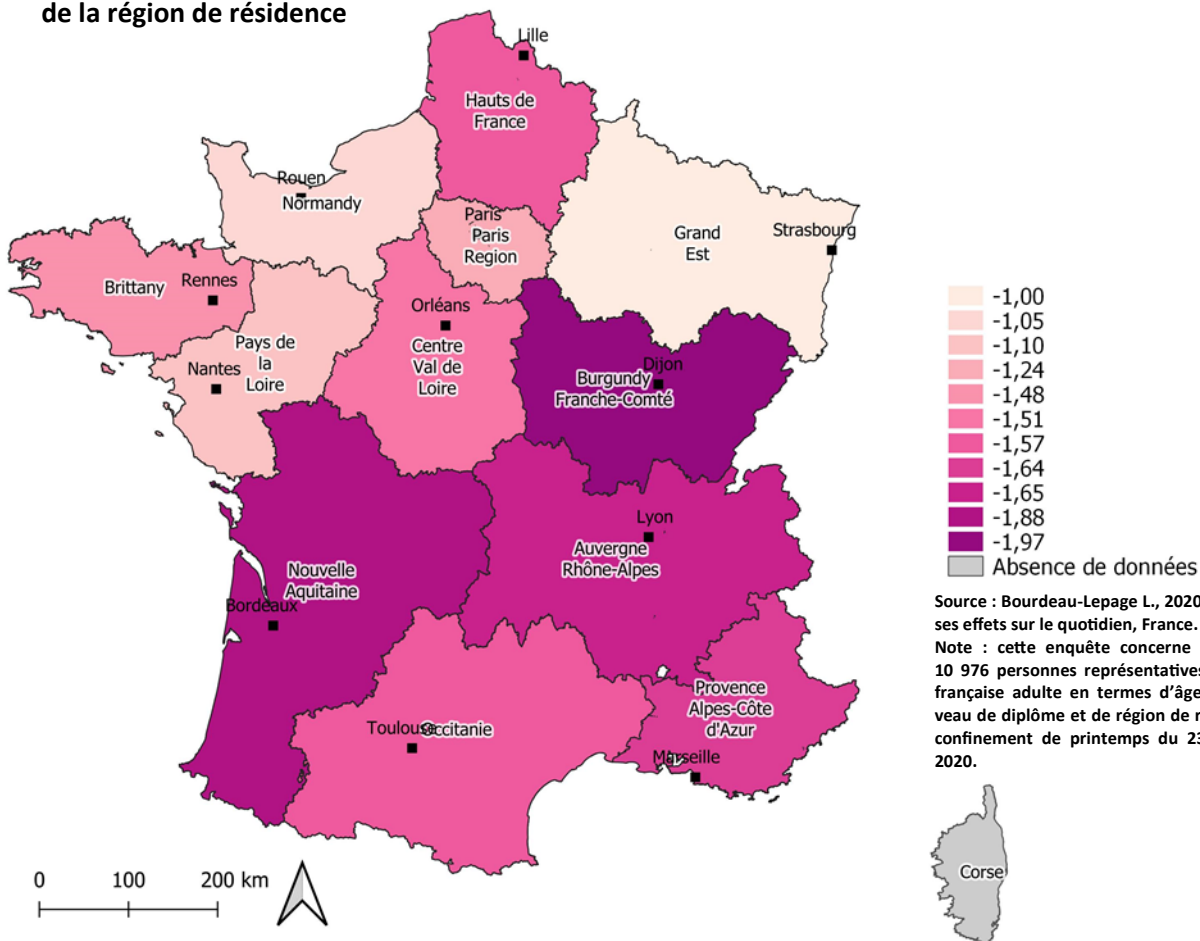 de la région de résidence
Lille
Hauts de
France
Rouen
Normandy
Paris
Paris
Region
Grand
Est
Strasbourg
Brittany
Rennes
Orléans
Centre
Val de
Loire
Pays de
la
Loire
Nantes
Dijon
Burgundy
Franche-Comté
Lyon
Auvergne
Rhône-Alpes
Nouvelle
Aquitaine
Bordeaux
Provence
Alpes-Côte
d'Azur
Toulouse
Occitanie
Marseille
-1,00
-1,05
-1,10
-1,24
-1,48
-1,51
-1,57
-1,64
-1,65
-1,88
-1,97
Absence de données
Source : Bourdeau-Lepage L., 2020
ses effets sur le quotidien, France.
Note : cette enquête concerne
10 976 personnes représentatives
française adulte en termes d'âge
veau de diplôme et de région de
confinement de printemps du 23
2020.
Corse
0 100 200 km